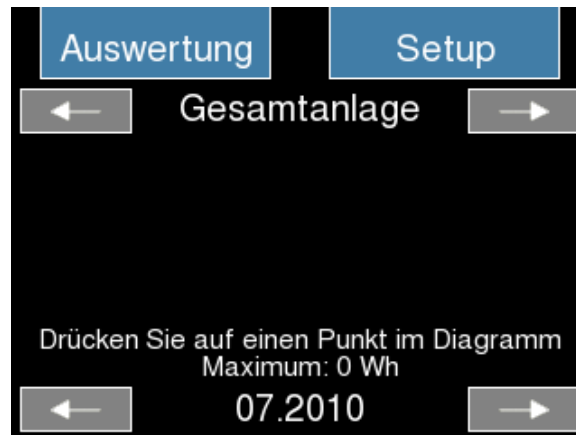 Auswertung
Setup
Gesamtanlage
Drücken Sie auf einen Punkt im Diagramm
Maximum: 0 Wh
07.2010